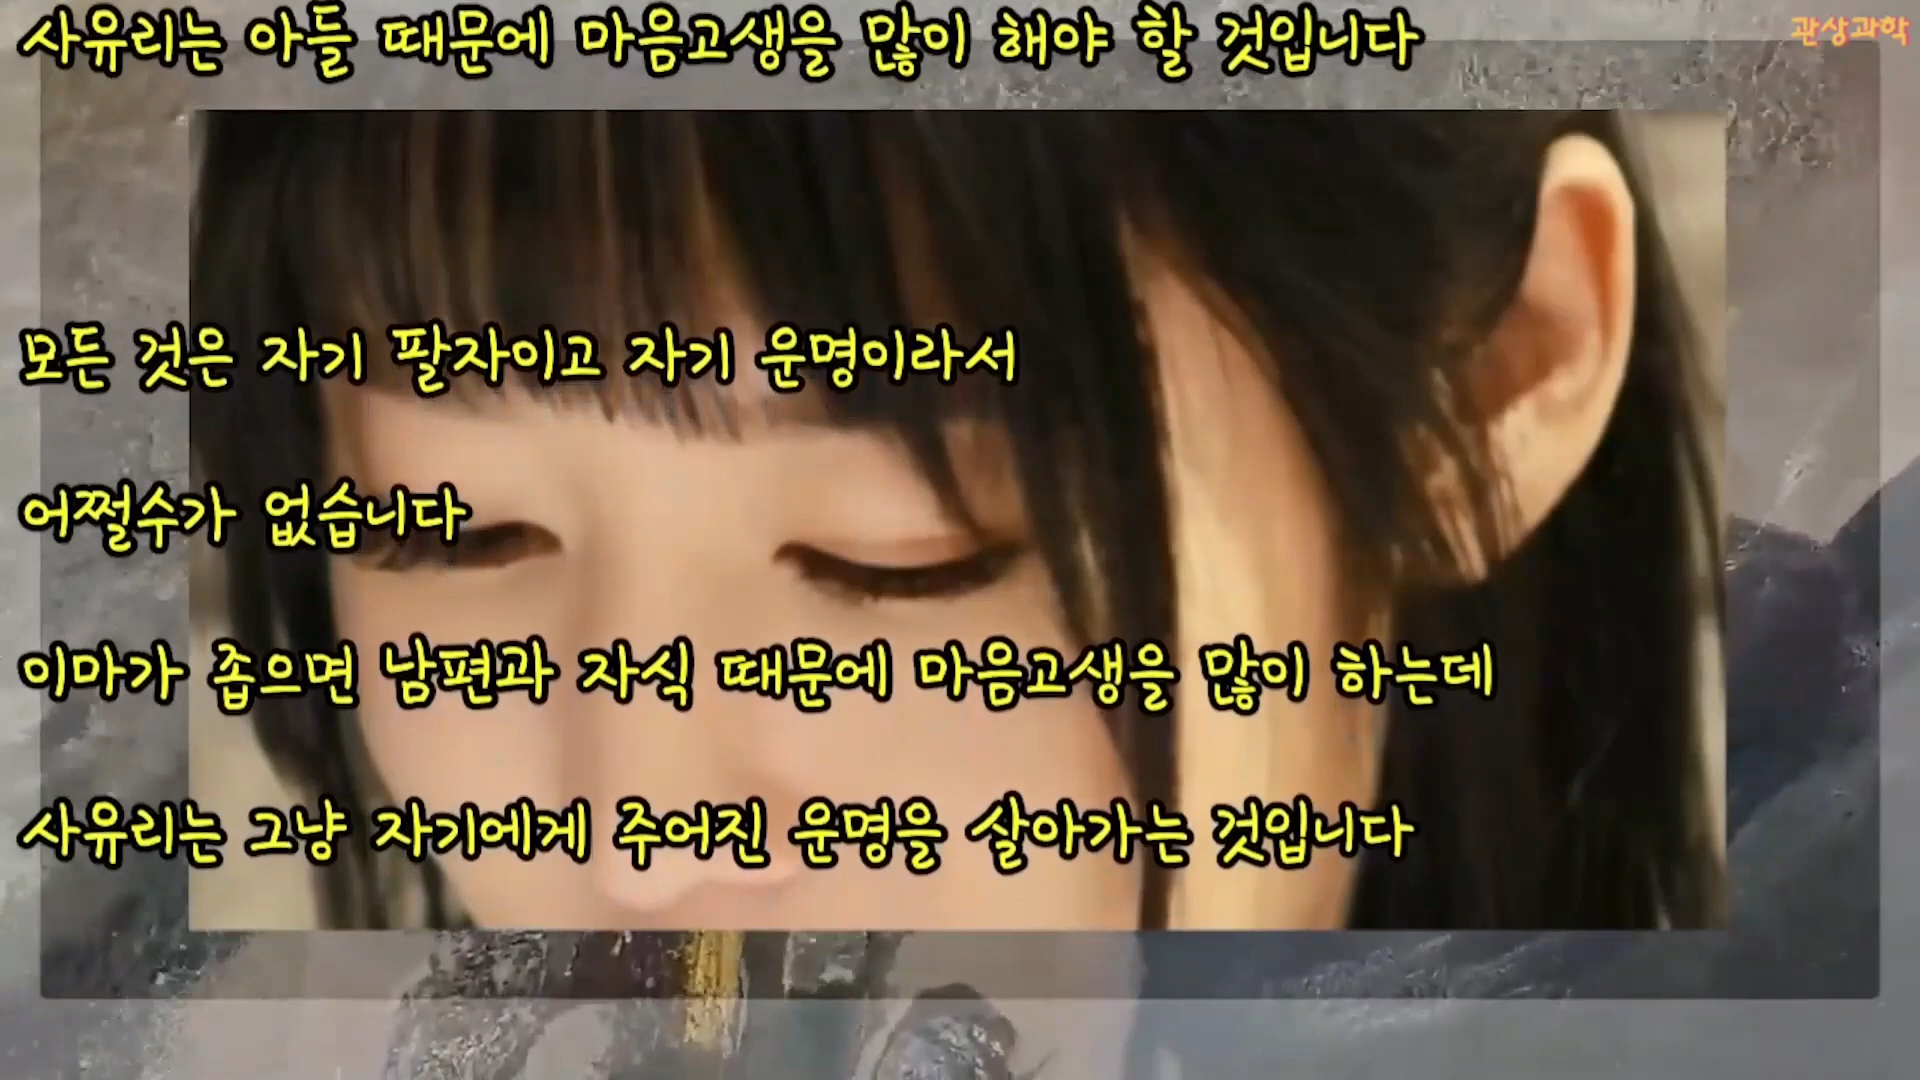 사유리는 아들 때문에 마음고생을 많이 해야 할 것입니다
관상과학
모든 것은 자기 팔자이고 자기 운명이라서
어쩔수가 없습니다
이마가 좁으면 남편과 자식 때문에 마음고생을 많이 하는데
사유리는 그냥 자기에게 주어진 운명을 살아가는 것입니다